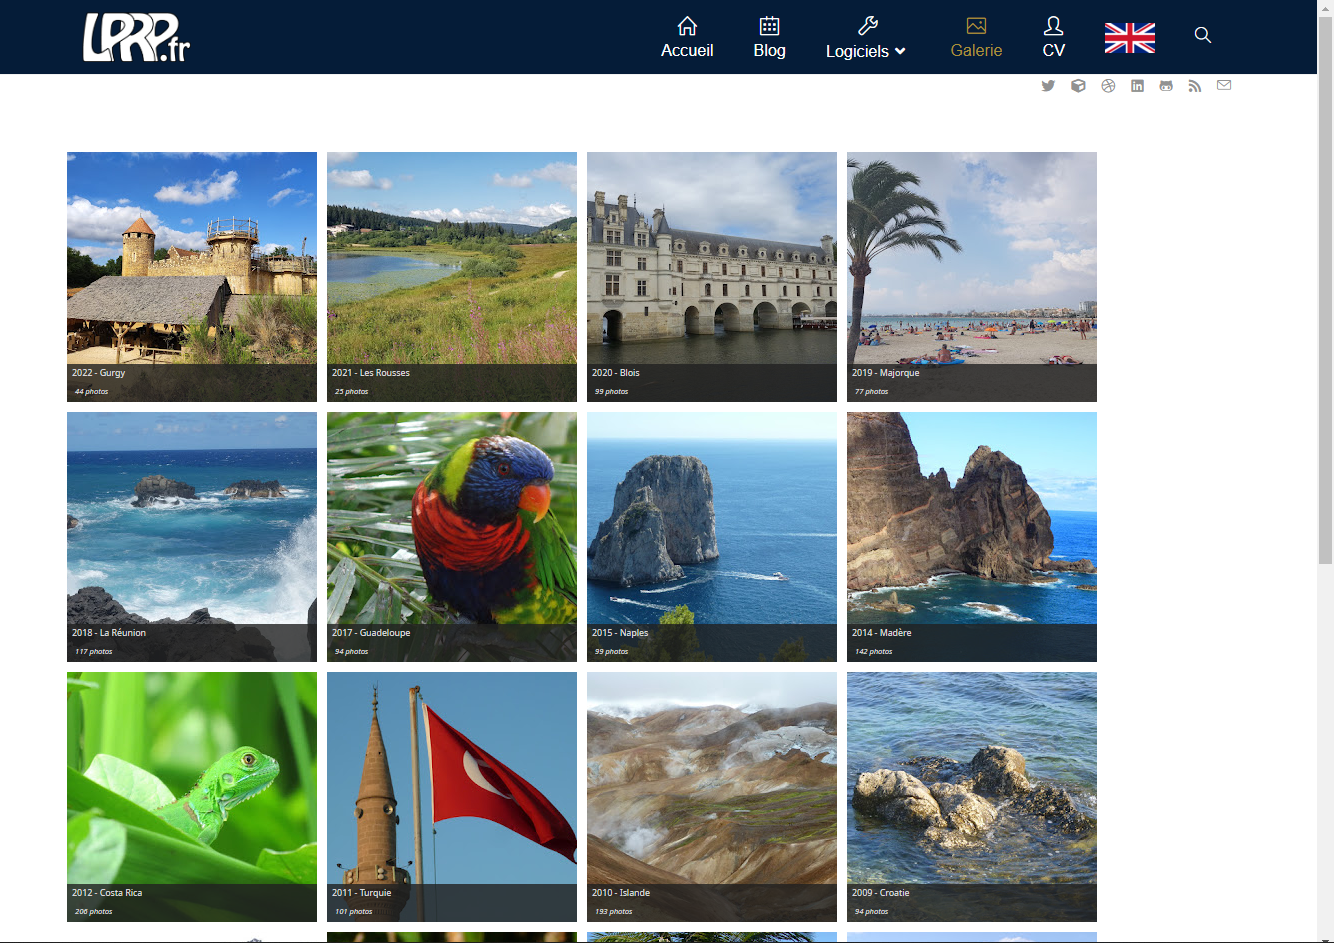 LPRP.fr
Accueil
Blog
Logiciels
Galerie
CV
2022 - Gurgy
44 photos
2021 - Les Rousses
25 photos
2020 - Blois
99 photos
2019 - Majorque
77 photos
2018 - La Réunion
117 photos
2017 - Guadeloupe
94 photos
2015 - Naples
99 photos
2014 - Madère
142 photos
2012 - Costa Rica
206 photos
2011 - Turquie
101 photos
2010 - Islande
193 photos
2009 - Croatie
94 photos